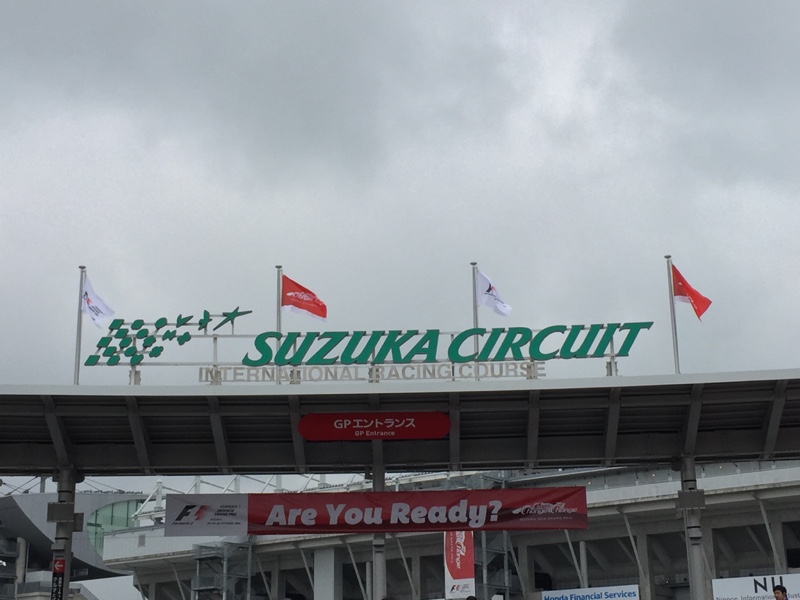 SUZUKA CIRCUIT
INTERNATIONAL RACING COURSE
GPエントランス
GP Entrance
F1
Are You Ready?
Honda Financial Services